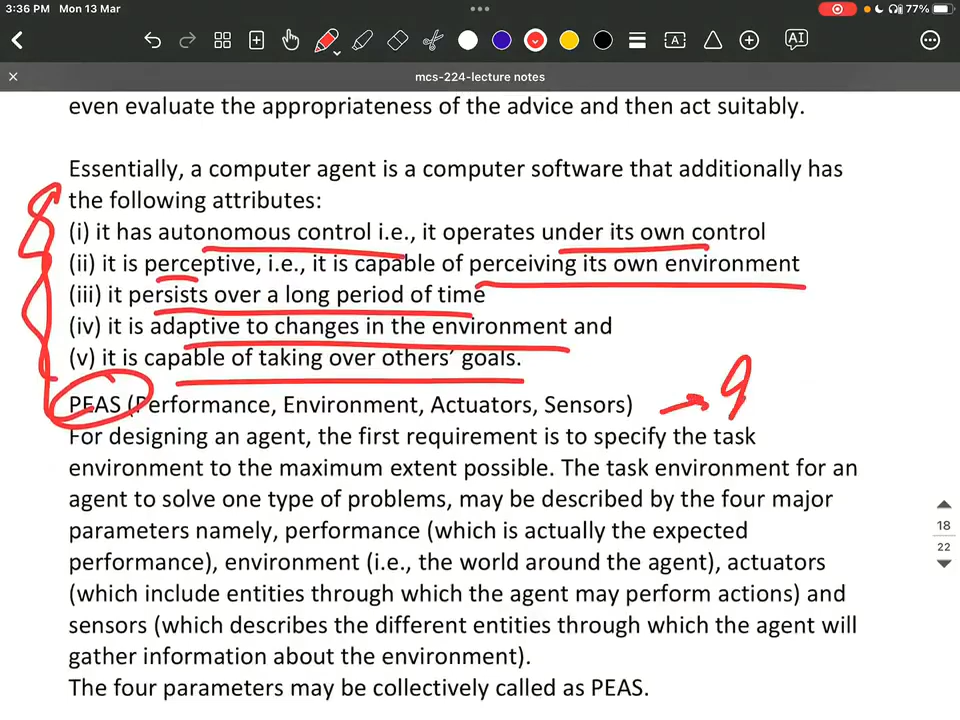 3:36 PM Mon 13 Mar
77%
A
AI
mcs-224-lecture notes
even evaluate the appropriateness of the advice and then act suitably.
Essentially, a computer agent is a computer software that additionally has
the following attributes:
(i) it has autonomous control i.e., it operates under its own control
(ii) it is perceptive, i.e., it is capable of perceiving its own environment
(iii) it persists over a long period of time
(iv) it is adaptive to changes in the environment and
(v) it is capable of taking over others’ goals.
PEAS (Performance, Environment, Actuators, Sensors)
For designing an agent, the first requirement is to specify the task
environment to the maximum extent possible. The task environment for an
agent to solve one type of problems, may be described by the four major
parameters namely, performance (which is actually the expected
performance), environment (i.e., the world around the agent), actuators
(which include entities through which the agent may perform actions) and
sensors (which describes the different entities through which the agent will
gather information about the environment).
The four parameters may be collectively called as PEAS.
18
22